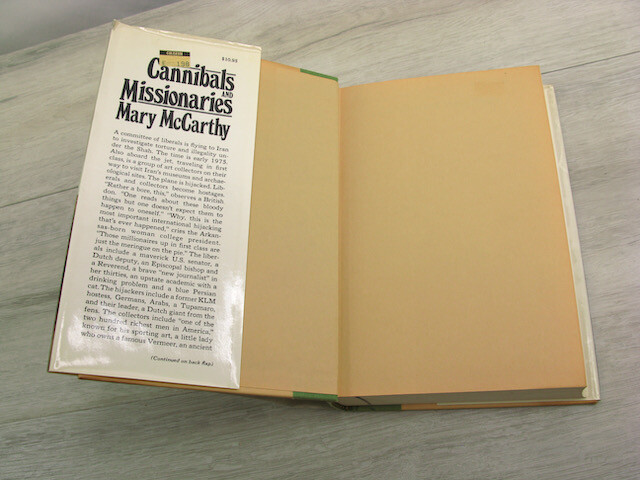 $10.95
Cannibals
AND
Missionaries
Mary McCarthy
A committee of liberals is flying to Iran
to investigate torture and illegality un-
der the Shah. The time is early 1975.
Also aboard the jet, traveling in first
class, is a group of art collectors on their
way to visit Iran's museums and archae-
ological sites. The plane is hijacked. Lib-
erals and collectors become hostages.
"Rather a bore, this," observes a British
don. "One reads about these bloody
things but one doesn't expect them to
happen to oneself." "Why, this is the
most important international hijacking
that's ever happened," cries the Arkan-
sas-born woman college president.
"Those millionaires up in first class are
just the meringue on the pie." The liber-
als include a maverick U.S. senator, a
Dutch deputy, an Episcopal bishop and
a Reverend, a brave "new journalist" in
her thirties, an upstate academic with a
drinking problem and a blue Persian
cat. The hijackers include a former KLM
hostess, Germans, Arabs, a Tupamaro,
and their leader, a Dutch giant from the
fens. The collectors include "one of the
two hundred richest men in America,"
known for his sporting art, a little lady
who owns a famous Vermeer, an ancient
(Continued on back flap)